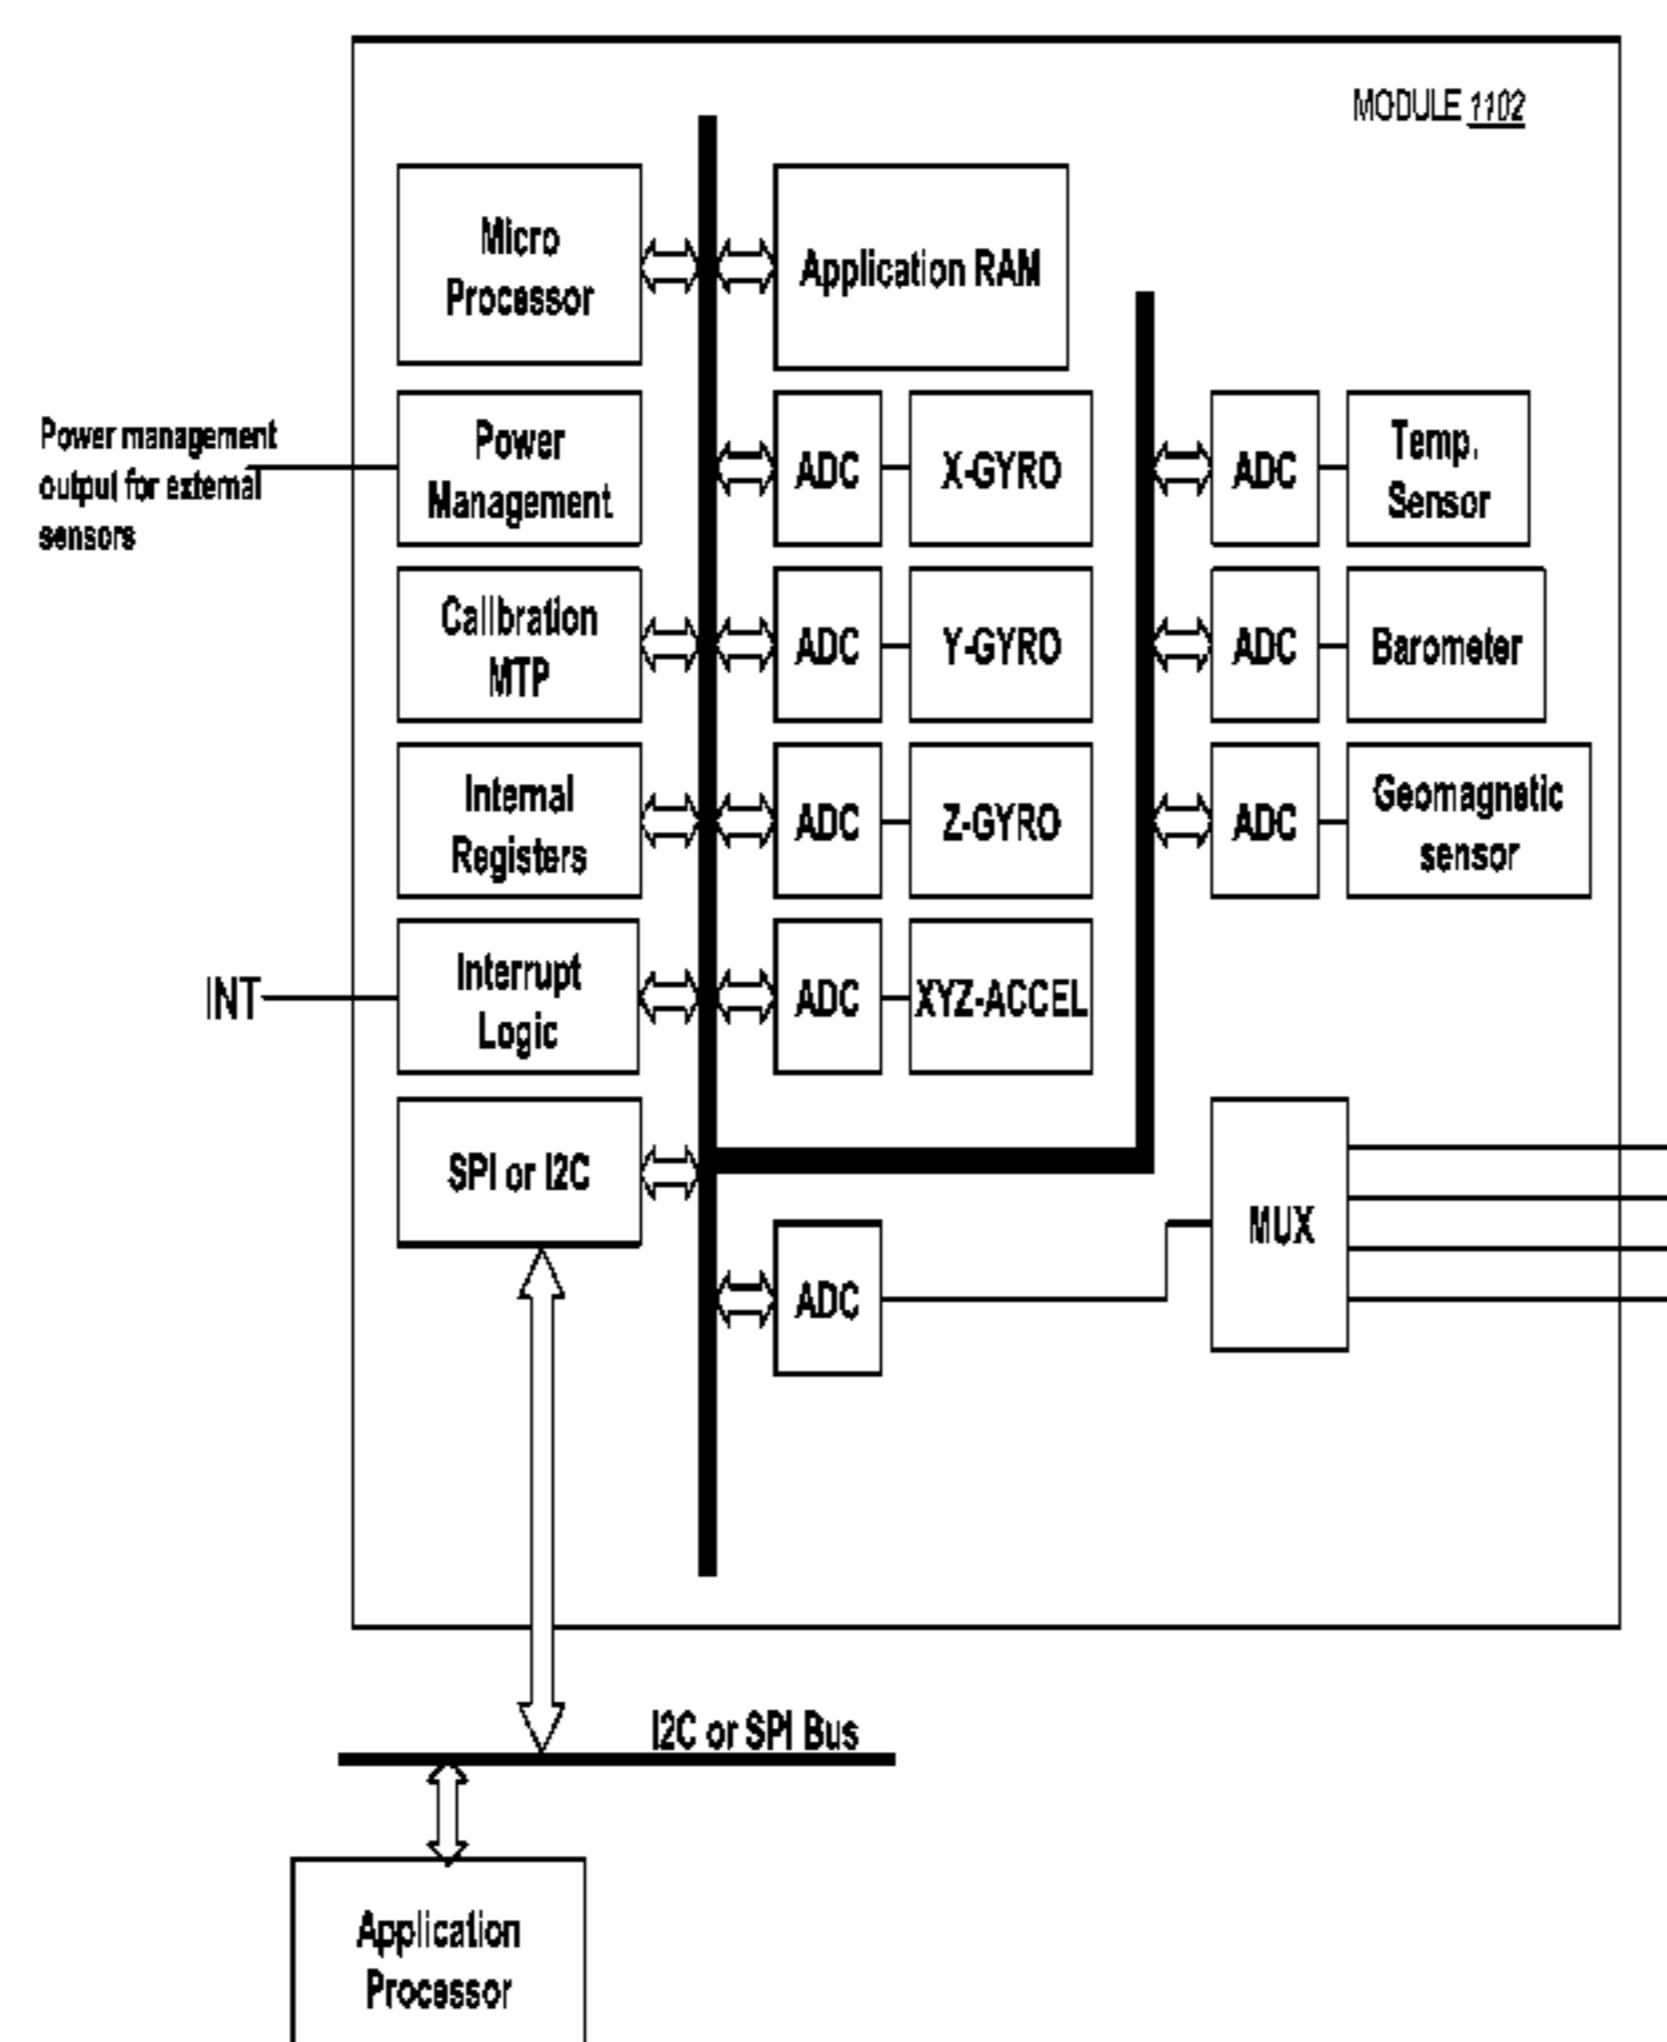 MODULE 1102
Micro
Processor
Application RAM
Power management
output for external
sensors
Power
Management
ADC
X-GYRO
ADC
Temp.
Sensor
Calibration
MTP
ADC
Y-GYRO
ADC
Barometer
Internal
Registers
ADC
Z-GYRO
ADC
Geomagnetic
sensor
INT
Interrupt
Logic
ADC
XYZ-ACCEL
SPI or I2C
MUX
ADC
I2C or SPI Bus
Application
Processor